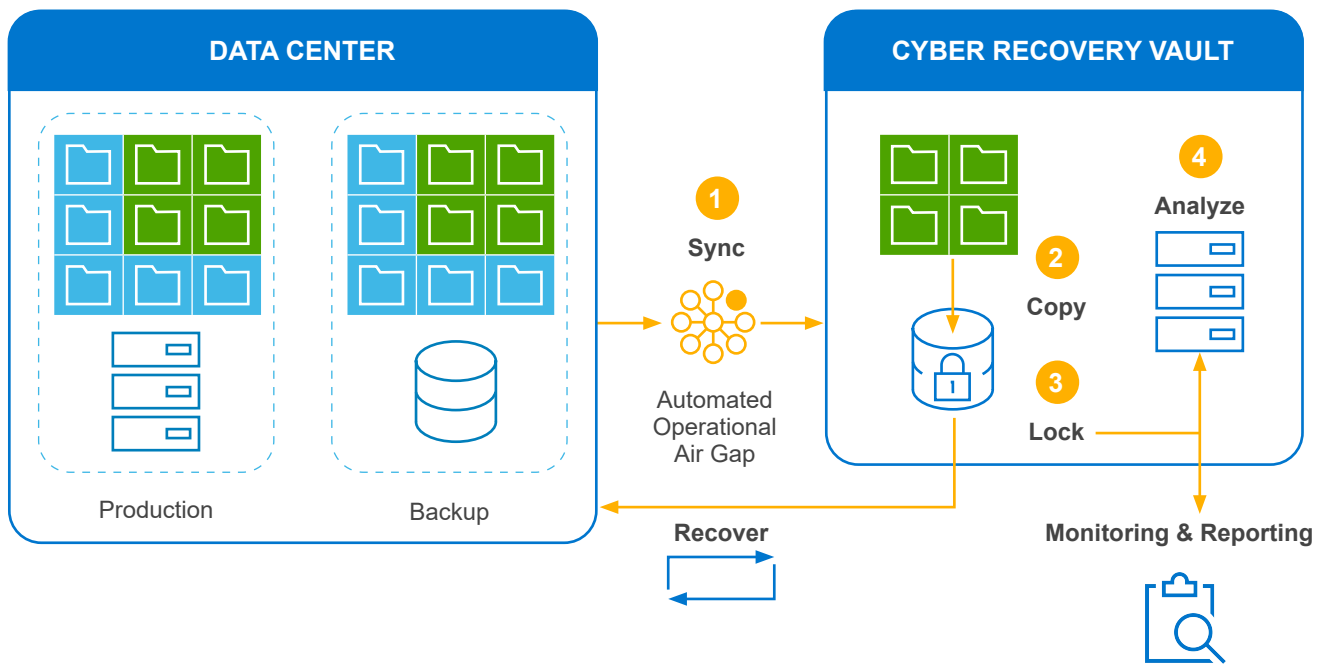 DATA CENTER
CYBER RECOVERY VAULT
1
Sync
Automated
Operational
Air Gap
Production
Backup
2
Copy
1
3
Lock
4
Analyze
Recover
Monitoring & Reporting